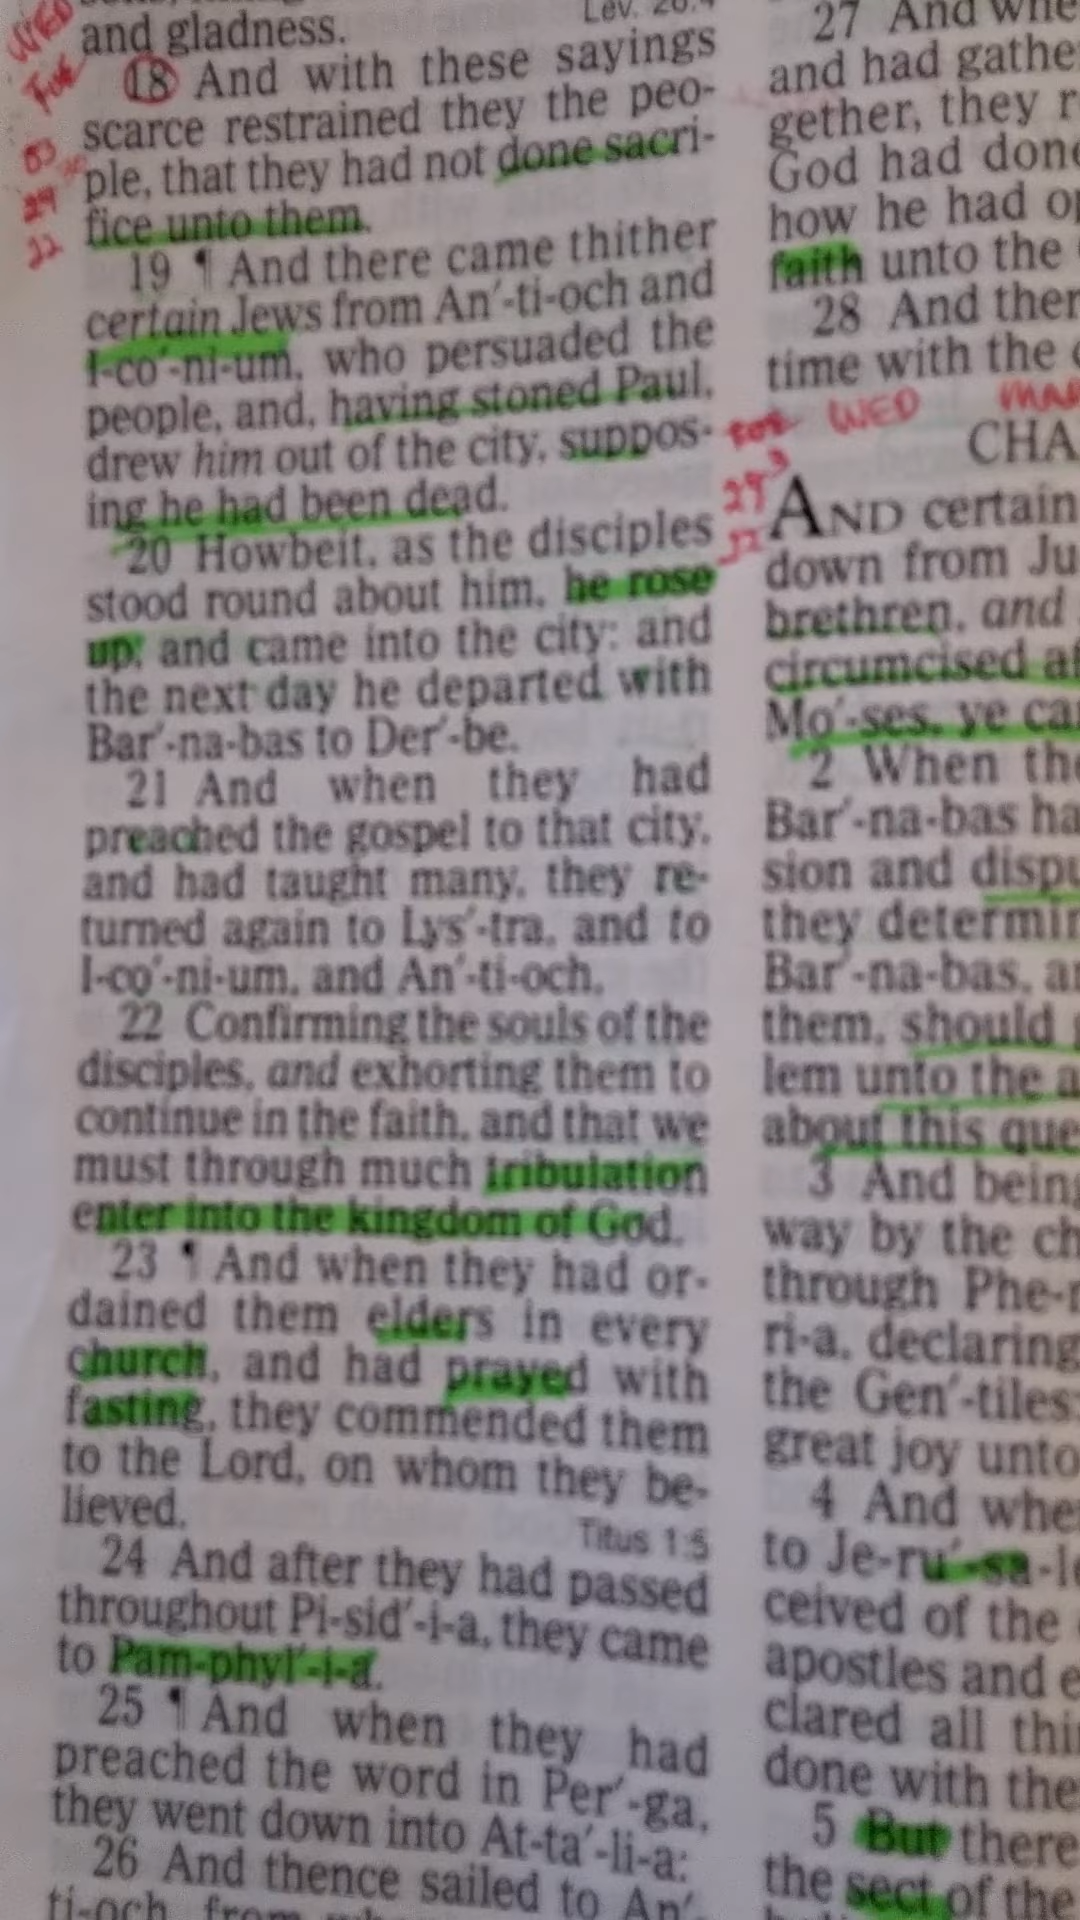 and gladness.
Lev. 26:4
WED
18 And with these sayings
scarce restrained they the peo-
ple, that they had not done sacri-
fice unto them.
03
29
22
19 ¶ And there came thither
certain Jews from An′-ti-och and
I-co′-ni-um, who persuaded the
people, and, having stoned Paul,
drew him out of the city, suppos-
ing he had been dead.
20 Howbeit, as the disciples
stood round about him, he rose
up, and came into the city: and
the next day he departed with
Bar′-na-bas to Der′-be.
21 And when they had
preached the gospel to that city,
and had taught many, they re-
turned again to Lys′-tra, and to
I-co′-ni-um, and An′-ti-och,
22 Confirming the souls of the
disciples, and exhorting them to
continue in the faith, and that we
must through much tribulation
enter into the kingdom of God.
23 ¶ And when they had or-
dained them elders in every
church, and had prayed with
fasting, they commended them
to the Lord, on whom they be-
lieved.
Titus 1:5
24 And after they had passed
throughout Pi-sid′-i-a, they came
to Pam-phyl′-i-a.
25 ¶ And when they had
preached the word in Per′-ga,
they went down into At-ta′-li-a:
26 And thence sailed to An′-
ti-och, from
27 And whe
and had gathe
gether, they r
God had done
how he had o
faith unto the
28 And ther
time with the
WED
29
CHA
AND certain
down from Ju
brethren, and
circumcised af
Mo′-ses, ye ca
2 When the
Bar′-na-bas ha
sion and dispu
they determin
Bar′-na-bas, a
them, should
lem unto the a
about this que
3 And being
way by the ch
through Phe-
ri-a, declaring
the Gen′-tiles:
great joy unto
4 And whe
to Je-ru′-sa-le
ceived of the
apostles and e
clared all thi
done with the
5 But there
the sect of the